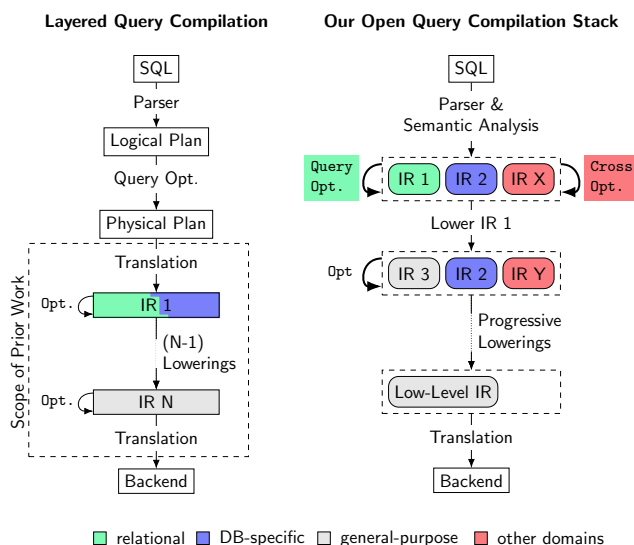 Layered Query Compilation
SQL
Parser
Logical Plan
Query Opt.
Physical Plan
Scope of Prior Work
Translation
Opt.
IR 1
(N-1)
Lowerings
Opt.
IR N
Translation
Backend
Our Open Query Compilation Stack
SQL
Parser &
Semantic Analysis
Query
Opt.
IR 1 IR 2 IR X
Cross
Opt.
Lower IR 1
Opt
IR 3 IR 2 IR Y
Progressive
Lowerings
Low-Level IR
Translation
Backend
relational DB-specific general-purpose other domains